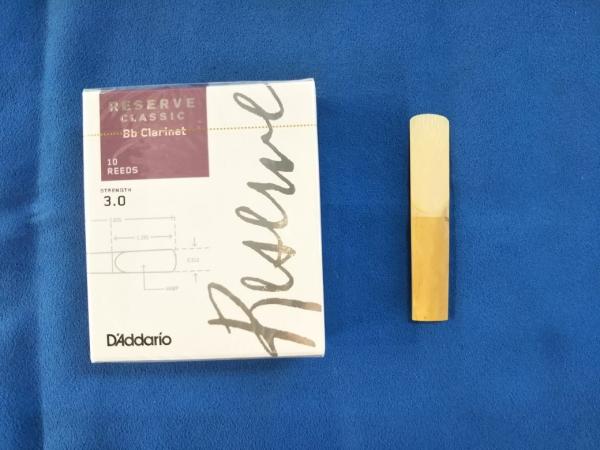 RESERVE
CLASSIC
Bb Clarinet
10
REEDS
STRENGTH
3.0
Reserve
D'Addario